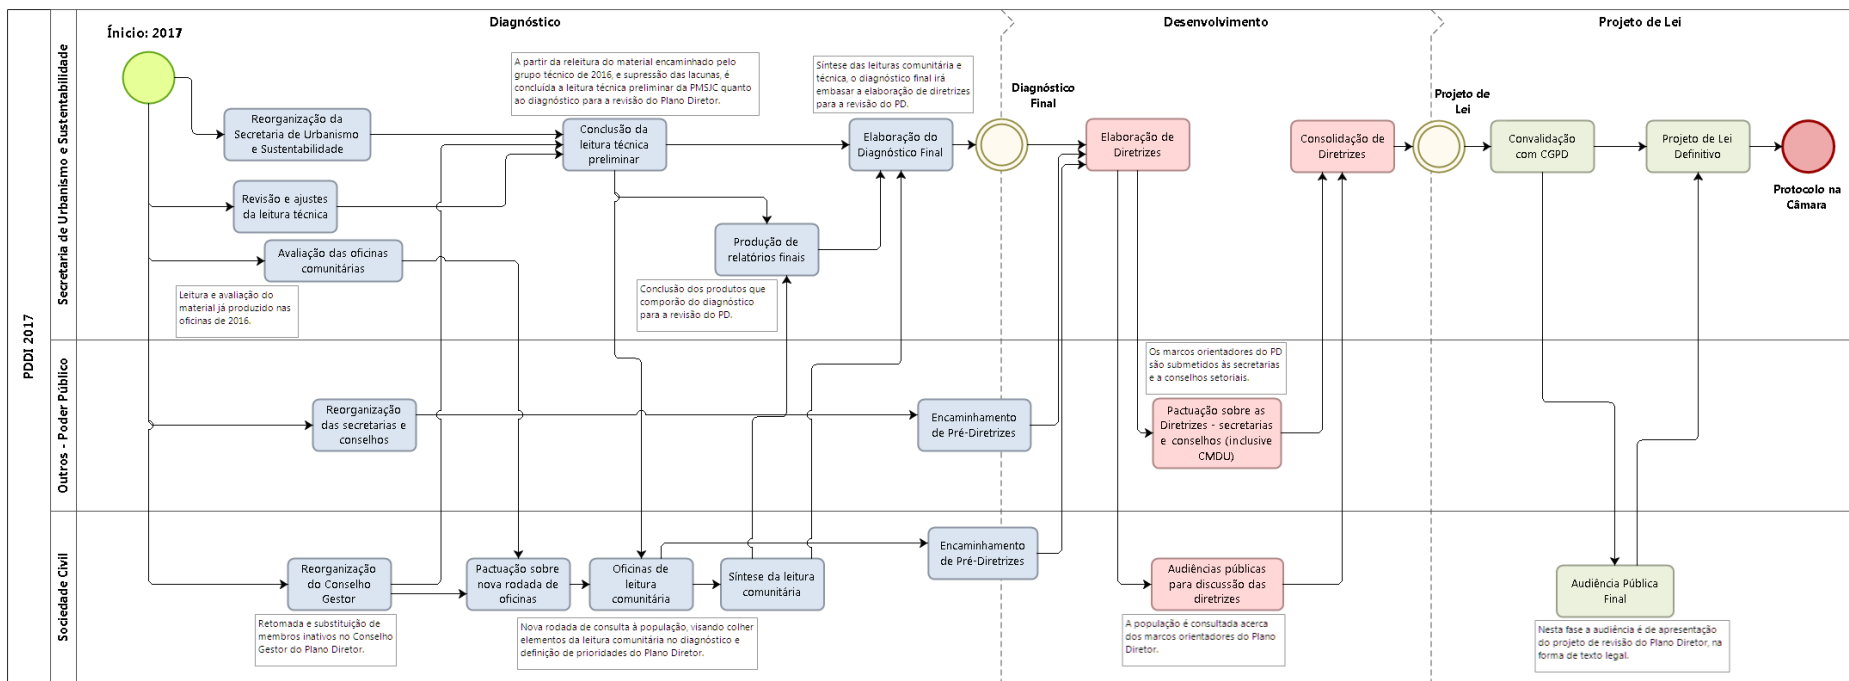 PDDI 2017
Secretaria de Urbanismo e Sustentabilidade
Outros - Poder Público
Sociedade Civil
Diagnóstico
Desenvolvimento
Projeto de Lei
Ínicio: 2017
Reorganização da
Secretaria de Urbanismo
e Sustentabilidade
Revisão e ajustes
da leitura técnica
Avaliação das oficinas
comunitárias
Leitura e avaliação do
material já produzido nas
oficinas de 2016.
A partir da releitura do material encaminhado pelo
grupo técnico de 2016, e supressão das lacunas, é
concluída a leitura técnica preliminar da PMSJC quanto
ao diagnóstico para a revisão do Plano Diretor.
Conclusão da
leitura técnica
preliminar
Produção de
relatórios finais
Conclusão dos produtos que
comporão do diagnóstico
para a revisão do PD.
Síntese das leituras comunitária e
técnica, o diagnóstico final irá
embasar a elaboração de diretrizes
para a revisão do PD.
Elaboração do
Diagnóstico Final
Diagnóstico
Final
Elaboração de
Diretrizes
Consolidação de
Diretrizes
Projeto de
Lei
Convalidação
com CGPD
Projeto de Lei
Definitivo
Protocolo na
Câmara
Reorganização
das secretarias e
conselhos
Encaminhamento
de Pré-Diretrizes
Os marcos orientadores do PD
são submetidos às secretarias
e a conselhos setoriais.
Pactuação sobre as
Diretrizes - secretarias
e conselhos (inclusive
CMDU)
Reorganização
do Conselho
Gestor
Retomada e substituição de
membros inativos no Conselho
Gestor do Plano Diretor.
Pactuação sobre
nova rodada de
oficinas
Oficinas de
leitura
comunitária
Síntese da leitura
comunitária
Nova rodada de consulta à população, visando colher
elementos da leitura comunitária no diagnóstico e
definição de prioridades do Plano Diretor.
Encaminhamento
de Pré-Diretrizes
Audiências públicas
para discussão das
diretrizes
A população é consultada acerca
dos marcos orientadores do Plano
Diretor.
Audiência Pública
Final
Nesta fase a audiência é de apresentação
do projeto de revisão do Plano Diretor, na
forma de texto legal.